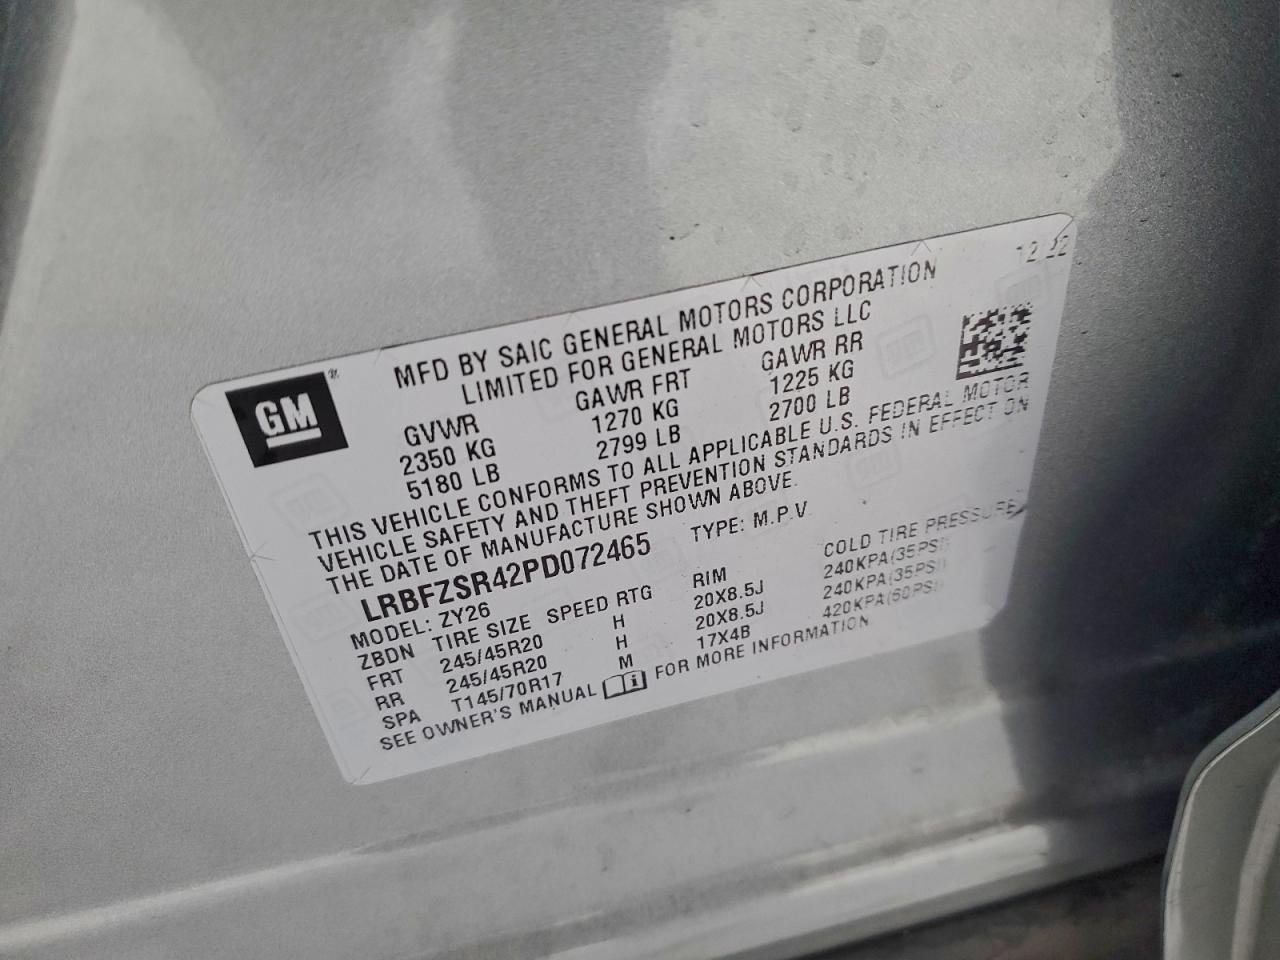 12/22
GM®
MFD BY SAIC GENERAL MOTORS CORPORATION
LIMITED FOR GENERAL MOTORS LLC
GVWR GAWR FRT GAWR RR
2350 KG 1270 KG 1225 KG
5180 LB 2799 LB 2700 LB
THIS VEHICLE CONFORMS TO ALL APPLICABLE U.S. FEDERAL MOTOR
VEHICLE SAFETY AND THEFT PREVENTION STANDARDS IN EFFECT ON
THE DATE OF MANUFACTURE SHOWN ABOVE.
LRBFZSR42PD072465 TYPE: M.P.V
MODEL: ZY26
ZBDN TIRE SIZE SPEED RTG RIM COLD TIRE PRESSURE
FRT 245/45R20 H 20X8.5J 240KPA(35PSI)
RR 245/45R20 H 20X8.5J 240KPA(35PSI)
SPA T145/70R17 M 17X4B 420KPA(60PSI)
SEE OWNER'S MANUAL FOR MORE INFORMATION